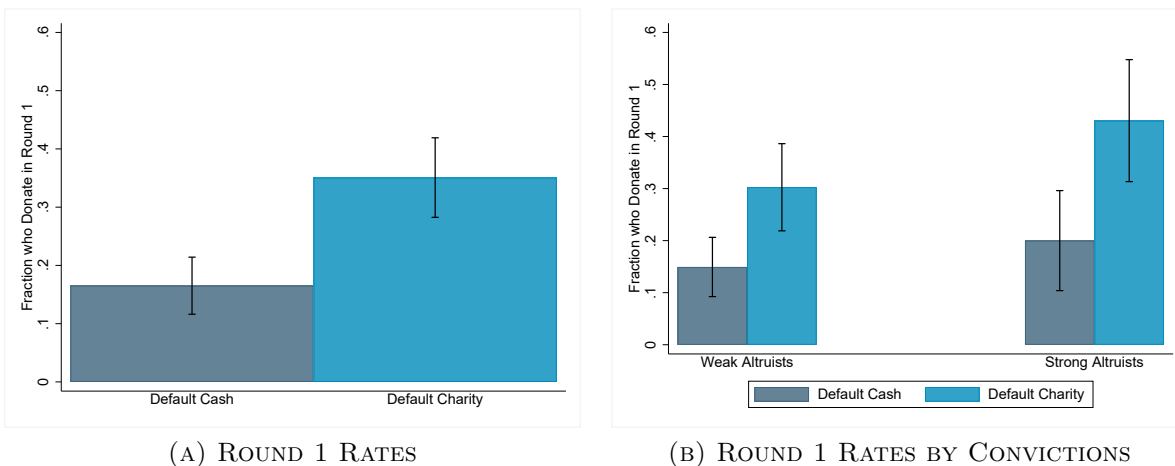 Fraction who Donate in Round 1
.6
.5
.4
.3
.2
.1
0
Default Cash
Default Charity
(A) ROUND 1 RATES
Fraction who Donate in Round 1
.6
.5
.4
.3
.2
.1
0
Weak Altruists
Strong Altruists
Default Cash
Default Charity
(B) ROUND 1 RATES BY CONVICTIONS